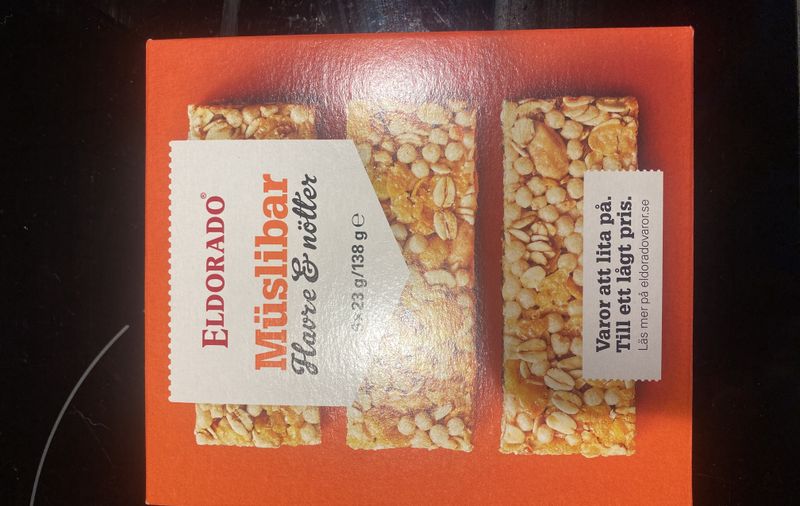 ELDORADO®
Müslibar
Havre & nötter
6x23 g/138 g ℮
Varor att lita på.
Till ett lågt pris.
Läs mer på eldoradovaror.se